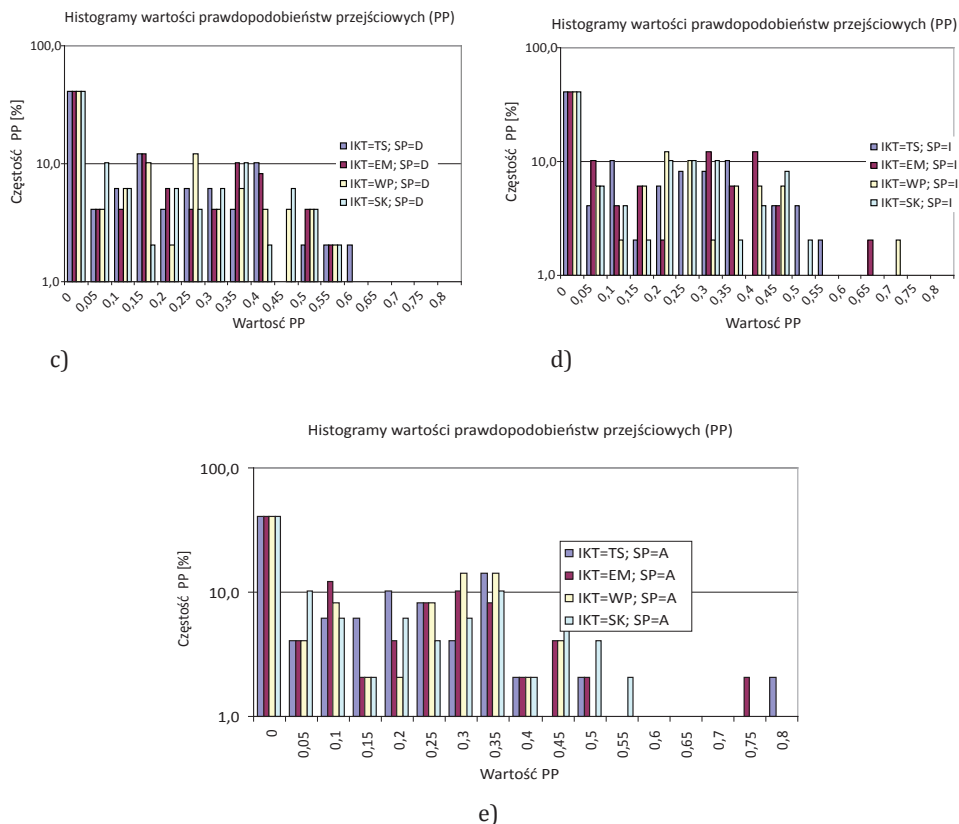 Histogramy wartości prawdopodobieństw przejściowych (PP)
100,0
10,0
1,0
Częstość PP [%]
IKT=TS; SP=D
IKT=EM; SP=D
IKT=WP; SP=D
IKT=SK; SP=D
0 0,05 0,1 0,15 0,2 0,25 0,3 0,35 0,4 0,45 0,5 0,55 0,6 0,65 0,7 0,75 0,8
Wartość PP
c)
Histogramy wartości prawdopodobieństw przejściowych (PP)
100,0
10,0
1,0
Częstość PP [%]
IKT=TS; SP=I
IKT=EM; SP=I
IKT=WP; SP=I
IKT=SK; SP=I
0 0,05 0,1 0,15 0,2 0,25 0,3 0,35 0,4 0,45 0,5 0,55 0,6 0,65 0,7 0,75 0,8
Wartość PP
d)
Histogramy wartości prawdopodobieństw przejściowych (PP)
100,0
10,0
1,0
Częstość PP [%]
IKT=TS; SP=A
IKT=EM; SP=A
IKT=WP; SP=A
IKT=SK; SP=A
0 0,05 0,1 0,15 0,2 0,25 0,3 0,35 0,4 0,45 0,5 0,55 0,6 0,65 0,7 0,75 0,8
Wartość PP
e)